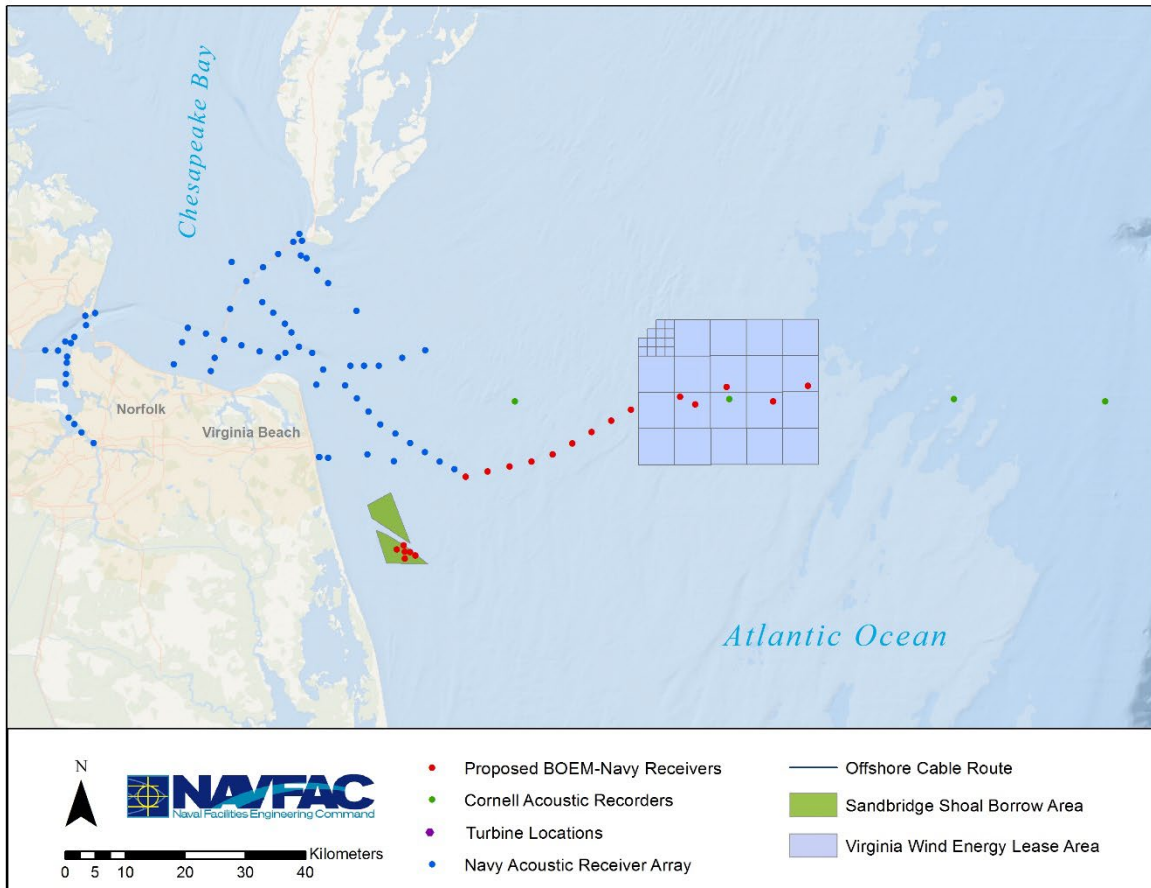 Chesapeake Bay
Norfolk
Virginia Beach
Atlantic Ocean
N
NAVFAC
Naval Facilities Engineering Command
Kilometers
0 5 10 20 30 40
Proposed BOEM-Navy Receivers
Cornell Acoustic Recorders
Turbine Locations
Navy Acoustic Receiver Array
Offshore Cable Route
Sandbridge Shoal Borrow Area
Virginia Wind Energy Lease Area